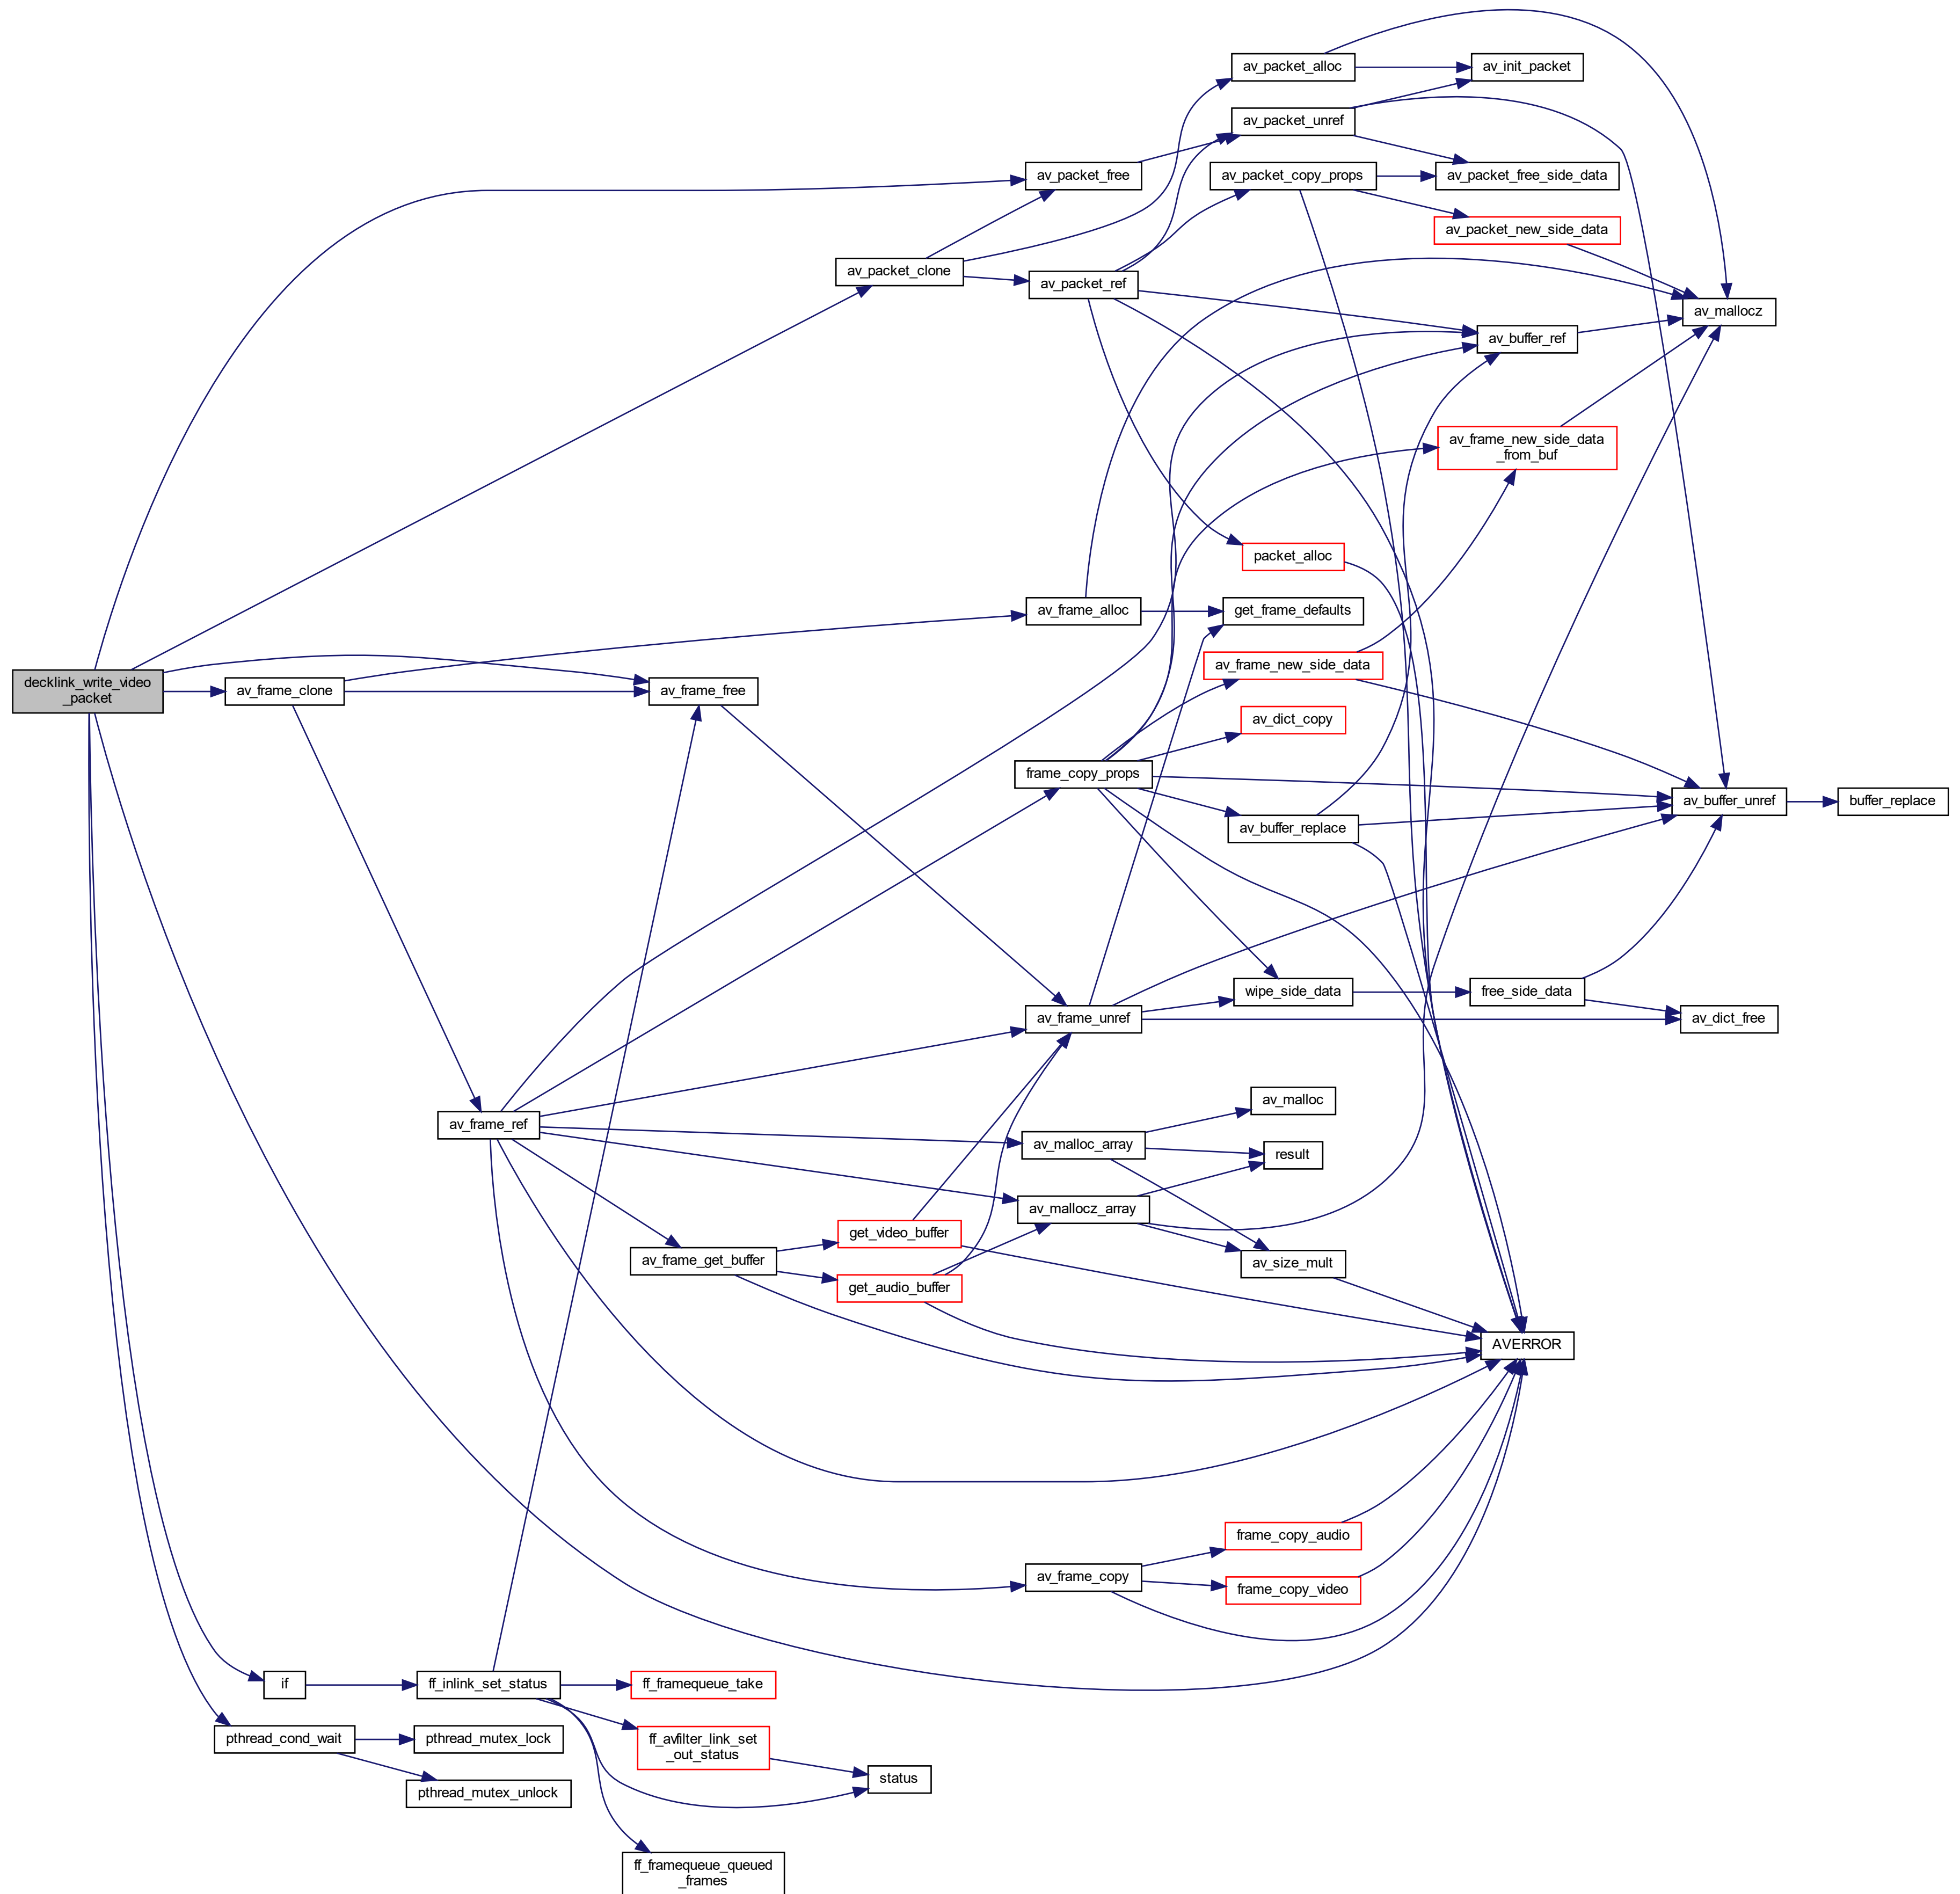 av_packet_alloc
av_init_packet
av_packet_unref
av_packet_free
av_packet_copy_props
av_packet_free_side_data
av_packet_new_side_data
av_packet_clone
av_packet_ref
av_mallocz
av_buffer_ref
av_frame_new_side_data
_from_buf
packet_alloc
av_frame_alloc
get_frame_defaults
decklink_write_video
_packet
av_frame_clone
av_frame_free
av_frame_new_side_data
av_dict_copy
frame_copy_props
av_buffer_unref
buffer_replace
av_buffer_replace
wipe_side_data
free_side_data
av_frame_unref
av_dict_free
av_malloc
av_frame_ref
av_malloc_array
result
av_mallocz_array
get_video_buffer
av_frame_get_buffer
av_size_mult
get_audio_buffer
AVERROR
frame_copy_audio
av_frame_copy
frame_copy_video
if
ff_inlink_set_status
ff_framequeue_take
pthread_cond_wait
pthread_mutex_lock
ff_avfilter_link_set
_out_status
status
pthread_mutex_unlock
ff_framequeue_queued
_frames